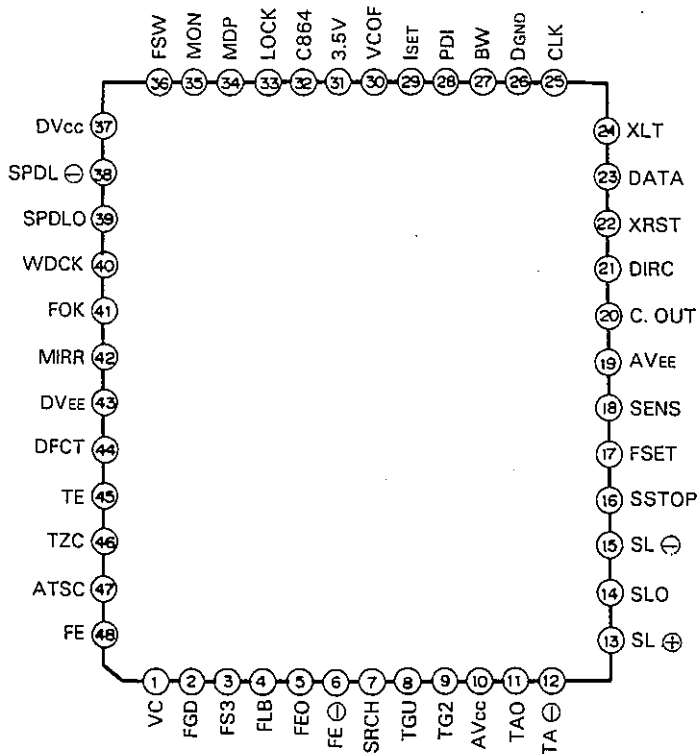 FSW MON MDP LOCK C864 3.5V VCOF ISET PDI BW DGND CLK
36 35 34 33 32 31 30 29 28 27 26 25
DVcc 37
SPDL ⊖ 38
SPDLO 39
WDCK 40
FOK 41
MIRR 42
DVEE 43
DFCT 44
TE 45
TZC 46
ATSC 47
FE 48
24 XLT
23 DATA
22 XRST
21 DIRC
20 C. OUT
19 AVEE
18 SENS
17 FSET
16 SSTOP
15 SL ⊖
14 SLO
13 SL ⊕
1 2 3 4 5 6 7 8 9 10 11 12
VC FGD FS3 FLB FEO FE ⊖ SRCH TGU TG2 AVcc TAO TA ⊖